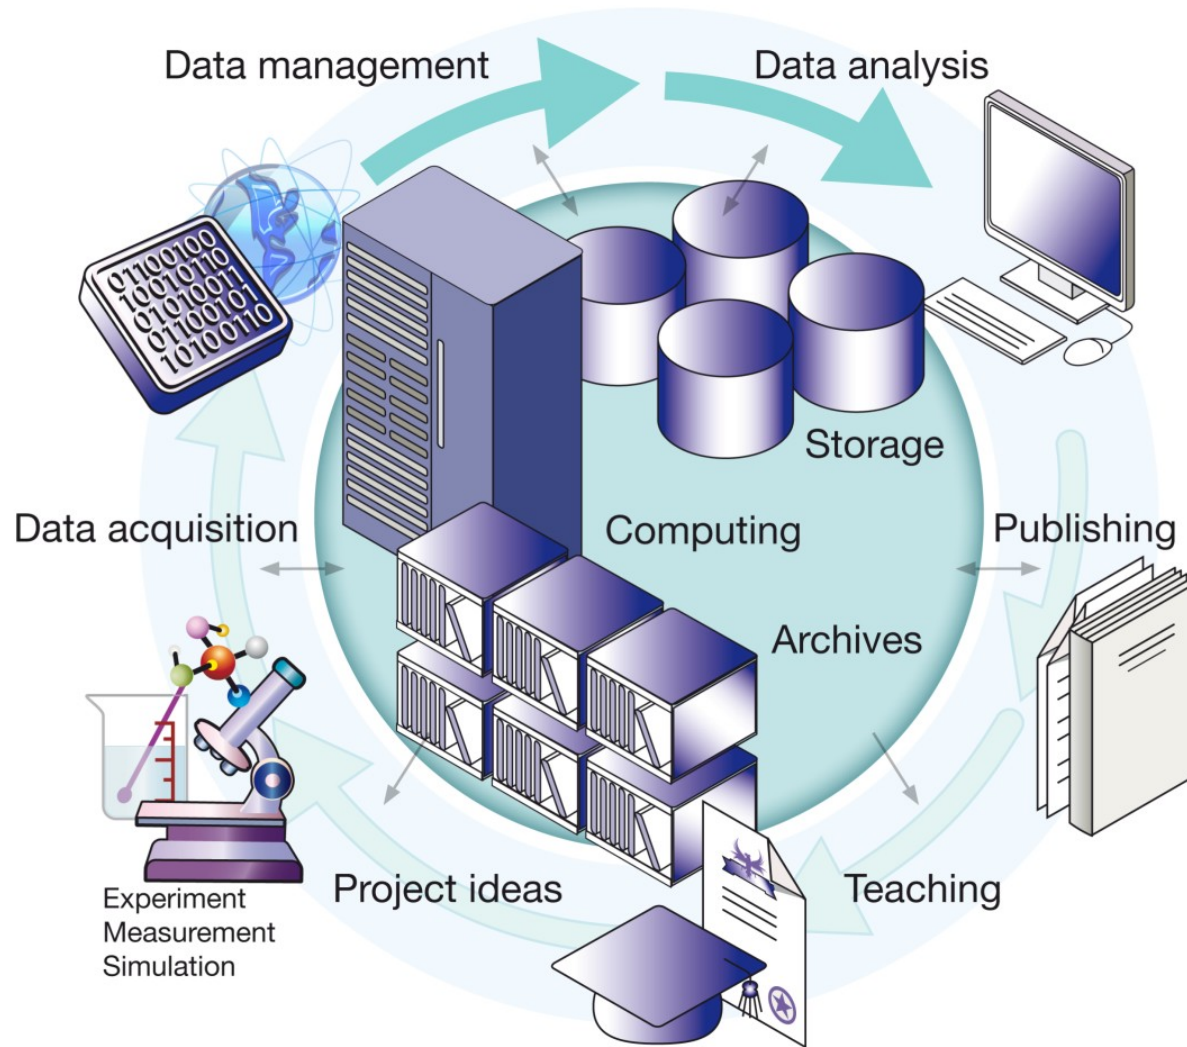 Data management
Data analysis
01100100
10010110
01010011
01100101
10100110
Storage
Data acquisition
Computing
Publishing
Archives
Project ideas
Teaching
Experiment
Measurement
Simulation